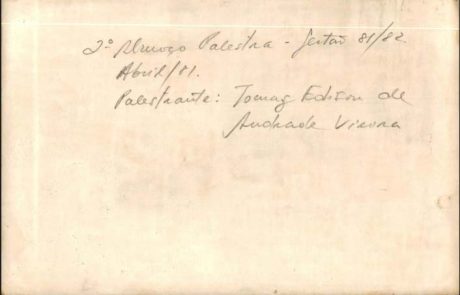 2º Almoço Palestra - Gestão 81/82
Abril/81.
Palestrante: Tomaz Edison de
Andrade Vieira